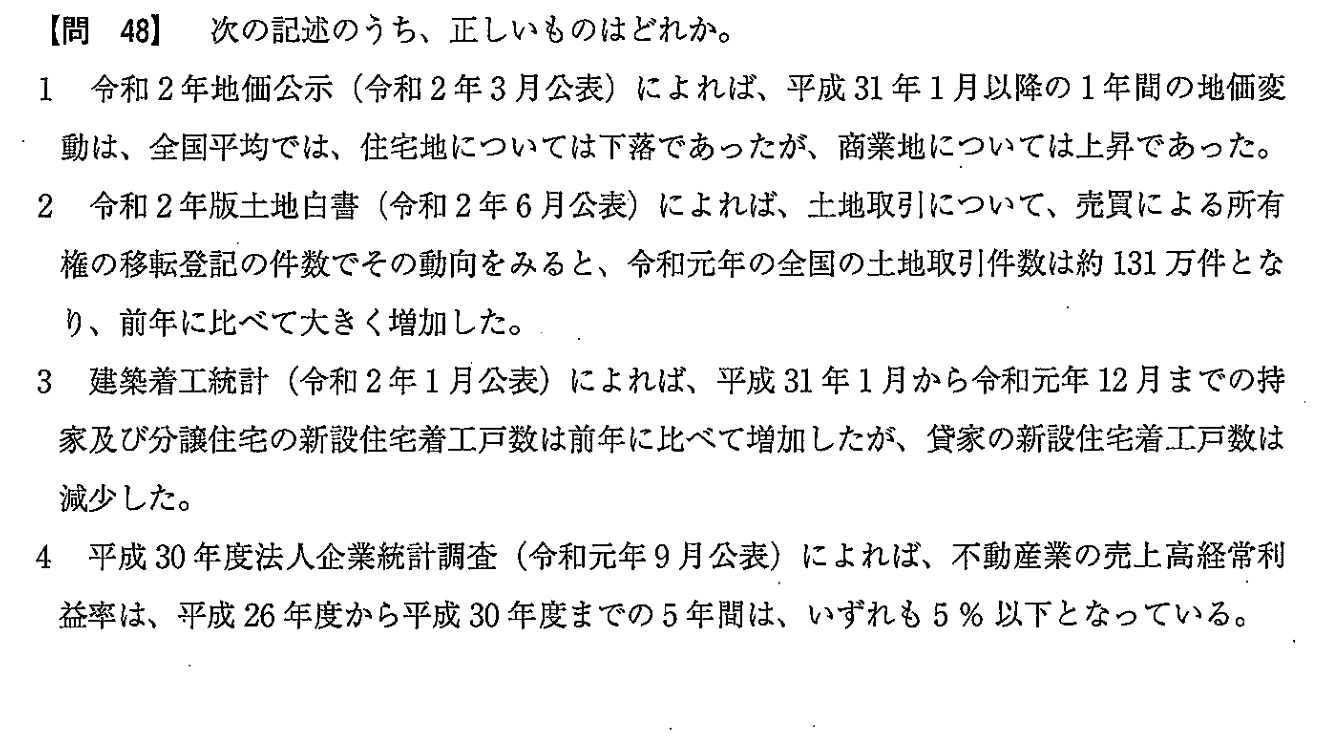 【問　48】　次の記述のうち、正しいものはどれか。
1　令和2年地価公示（令和2年3月公表）によれば、平成31年1月以降の1年間の地価変
動は、全国平均では、住宅地については下落であったが、商業地については上昇であった。
2　令和2年版土地白書（令和2年6月公表）によれば、土地取引について、売買による所有
権の移転登記の件数でその動向をみると、令和元年の全国の土地取引件数は約131万件とな
り、前年に比べて大きく増加した。
3　建築着工統計（令和2年1月公表）によれば、平成31年1月から令和元年12月までの持
家及び分譲住宅の新設住宅着工戸数は前年に比べて増加したが、貸家の新設住宅着工戸数は
減少した。
4　平成30年度法人企業統計調査（令和元年9月公表）によれば、不動産業の売上高経常利
益率は、平成26年度から平成30年度までの5年間は、いずれも5％以下となっている。